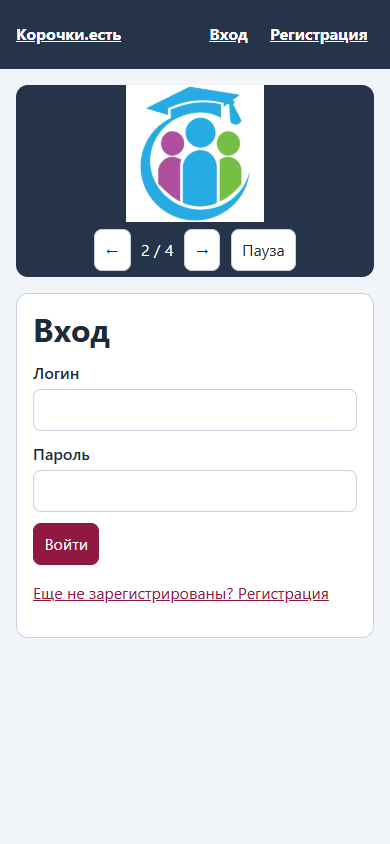 Корочки.есть Вход Регистрация
← 2 / 4 → Пауза
Вход
Логин
Пароль
Войти
Еще не зарегистрированы? Регистрация